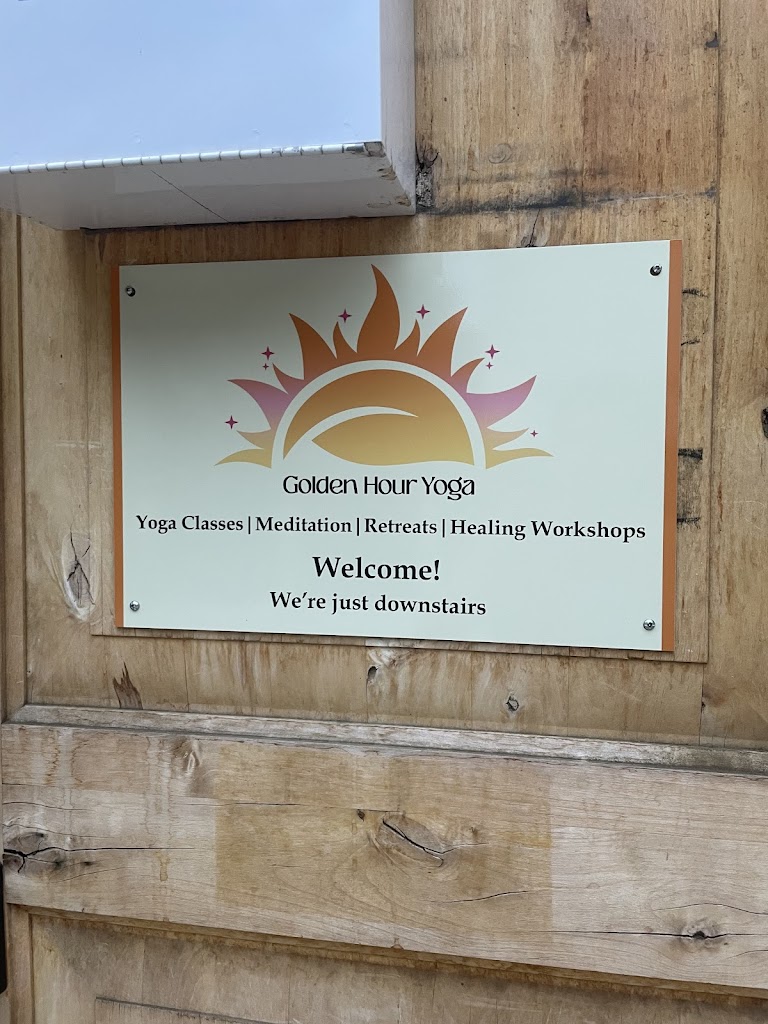 Golden Hour Yoga
Yoga Classes|Meditation|Retreats|Healing Workshops
Welcome!
We're just downstairs